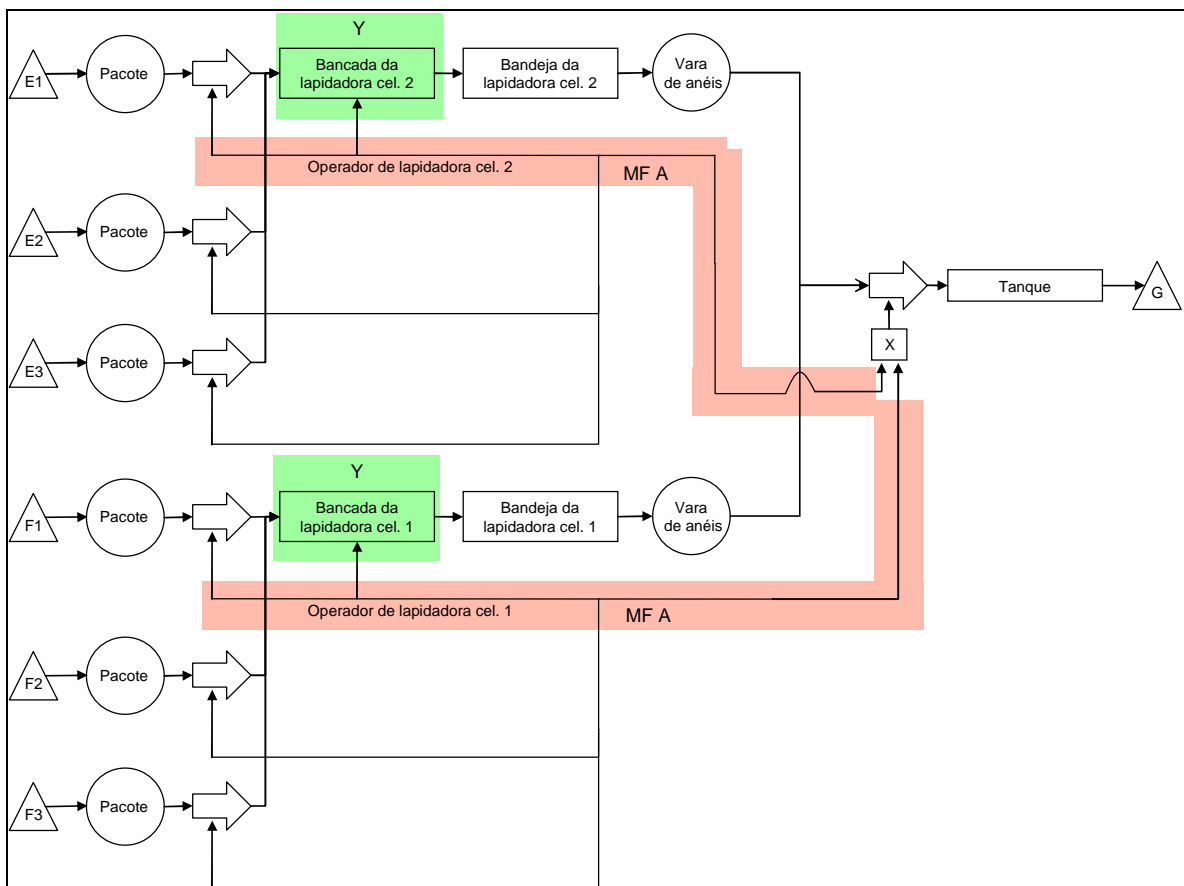 Y
E1
Pacote
Bancada da
lapidadora cel. 2
Bandeja da
lapidadora cel. 2
Vara
de anéis
Operador de lapidadora cel. 2
MF A
E2
Pacote
Tanque
G
X
E3
Pacote
Y
F1
Pacote
Bancada da
lapidadora cel. 1
Bandeja da
lapidadora cel. 1
Vara
de anéis
Operador de lapidadora cel. 1
MF A
F2
Pacote
F3
Pacote